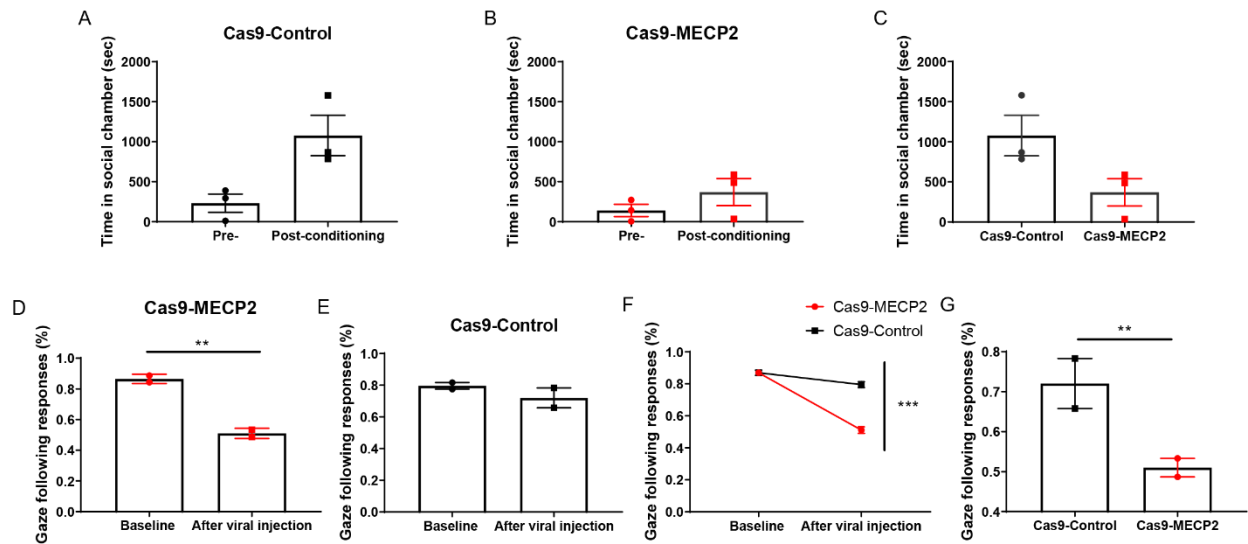 A
Cas9-Control
Time in social chamber (sec)
2000
1500
1000
500
0
Pre-
Post-conditioning
B
Cas9-MECP2
Time in social chamber (sec)
2000
1500
1000
500
0
Pre-
Post-conditioning
C
Time in social chamber (sec)
2000
1500
1000
500
0
Cas9-Control
Cas9-MECP2
D
Cas9-MECP2
Gaze following responses (%)
1.0
0.8
0.6
0.4
0.2
0.0
**
Baseline
After viral injection
E
Cas9-Control
Gaze following responses (%)
1.0
0.8
0.6
0.4
0.2
0.0
Baseline
After viral injection
F
Cas9-MECP2
Cas9-Control
Gaze following responses (%)
1.0
0.8
0.6
0.4
0.2
0.0
***
Baseline
After viral injection
G
Gaze following responses (%)
0.8
0.7
0.6
0.5
0.4
**
Cas9-Control
Cas9-MECP2